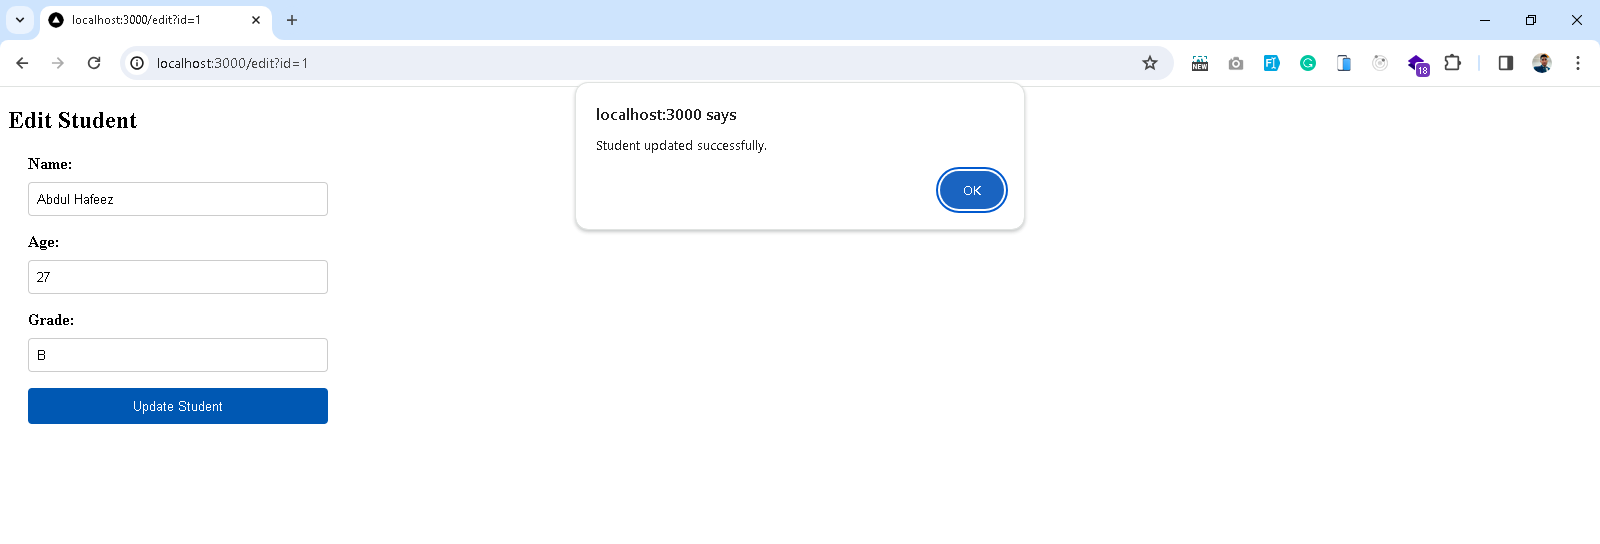 localhost:3000/edit?id=1
localhost:3000/edit?id=1
NEW
18
localhost:3000 says
Student updated successfully.
OK
Edit Student
Name:
Abdul Hafeez
Age:
27
Grade:
B
Update Student